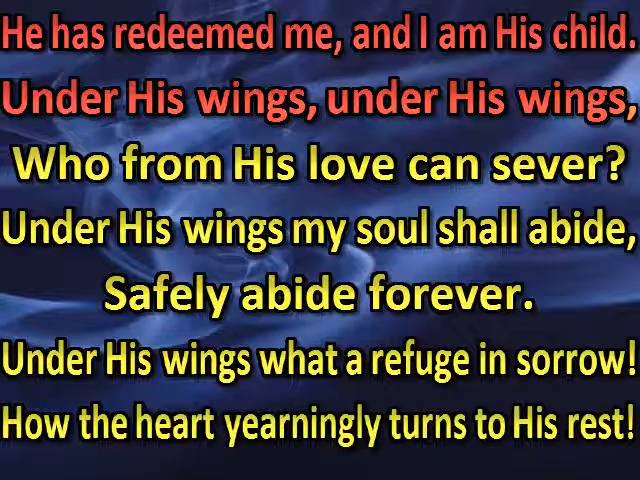 He has redeemed me, and I am His child.
Under His wings, under His wings,
Who from His love can sever?
Under His wings my soul shall abide,
Safely abide forever.
Under His wings what a refuge in sorrow!
How the heart yearningly turns to His rest!